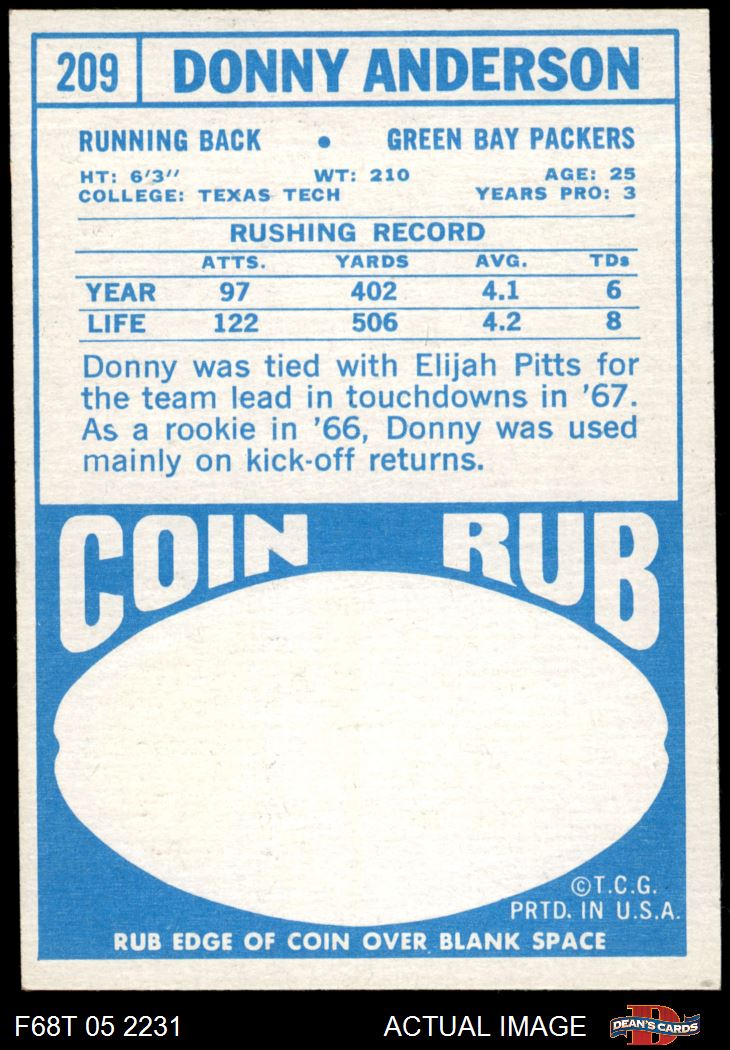 209 DONNY ANDERSON
RUNNING BACK • GREEN BAY PACKERS
HT: 6'3" WT: 210 AGE: 25
COLLEGE: TEXAS TECH YEARS PRO: 3
RUSHING RECORD
ATTS. YARDS AVG. TDs
YEAR 97 402 4.1 6
LIFE 122 506 4.2 8
Donny was tied with Elijah Pitts for
the team lead in touchdowns in '67.
As a rookie in '66, Donny was used
mainly on kick-off returns.
COIN RUB
©T.C.G.
PRTD. IN U.S.A.
RUB EDGE OF COIN OVER BLANK SPACE
F68T 05 2231 ACTUAL IMAGE D DEAN'S CARDS